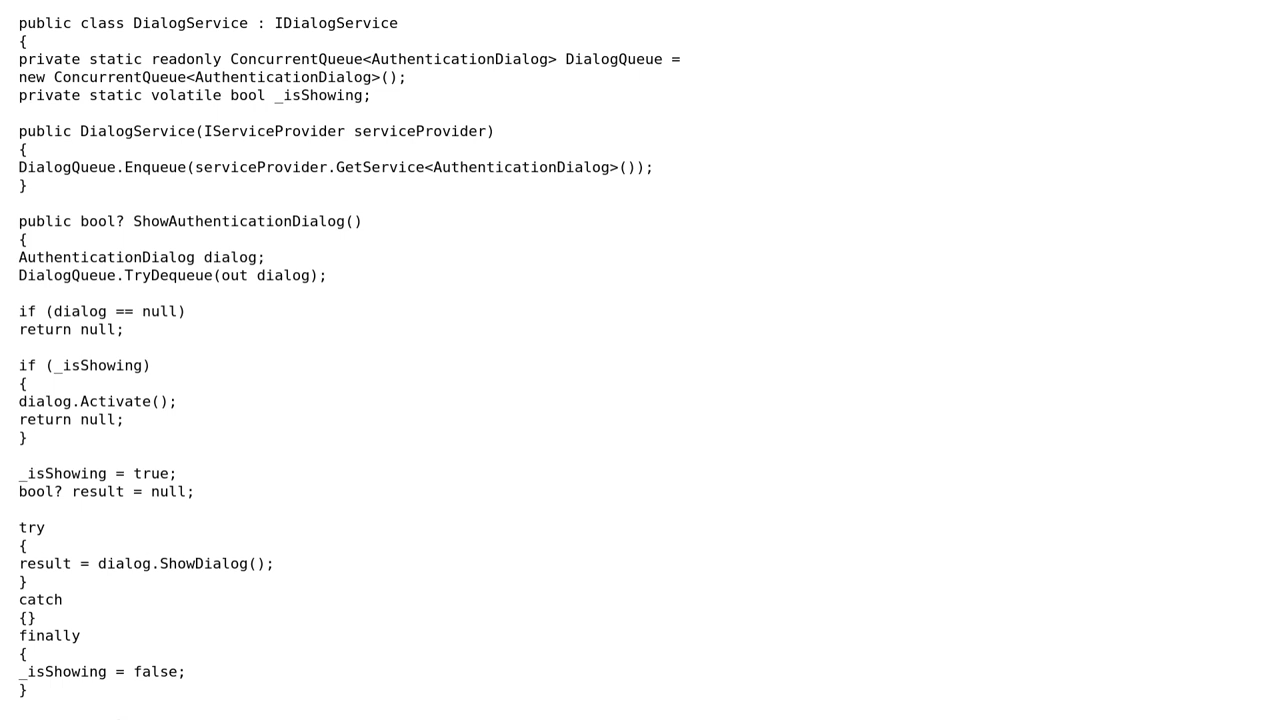 public class DialogService : IDialogService
{
private static readonly ConcurrentQueue<AuthenticationDialog> DialogQueue =
new ConcurrentQueue<AuthenticationDialog>();
private static volatile bool _isShowing;

public DialogService(IServiceProvider serviceProvider)
{
DialogQueue.Enqueue(serviceProvider.GetService<AuthenticationDialog>());
}

public bool? ShowAuthenticationDialog()
{
AuthenticationDialog dialog;
DialogQueue.TryDequeue(out dialog);

if (dialog == null)
return null;

if (_isShowing)
{
dialog.Activate();
return null;
}

_isShowing = true;
bool? result = null;

try
{
result = dialog.ShowDialog();
}
catch
{}
finally
{
_isShowing = false;
}